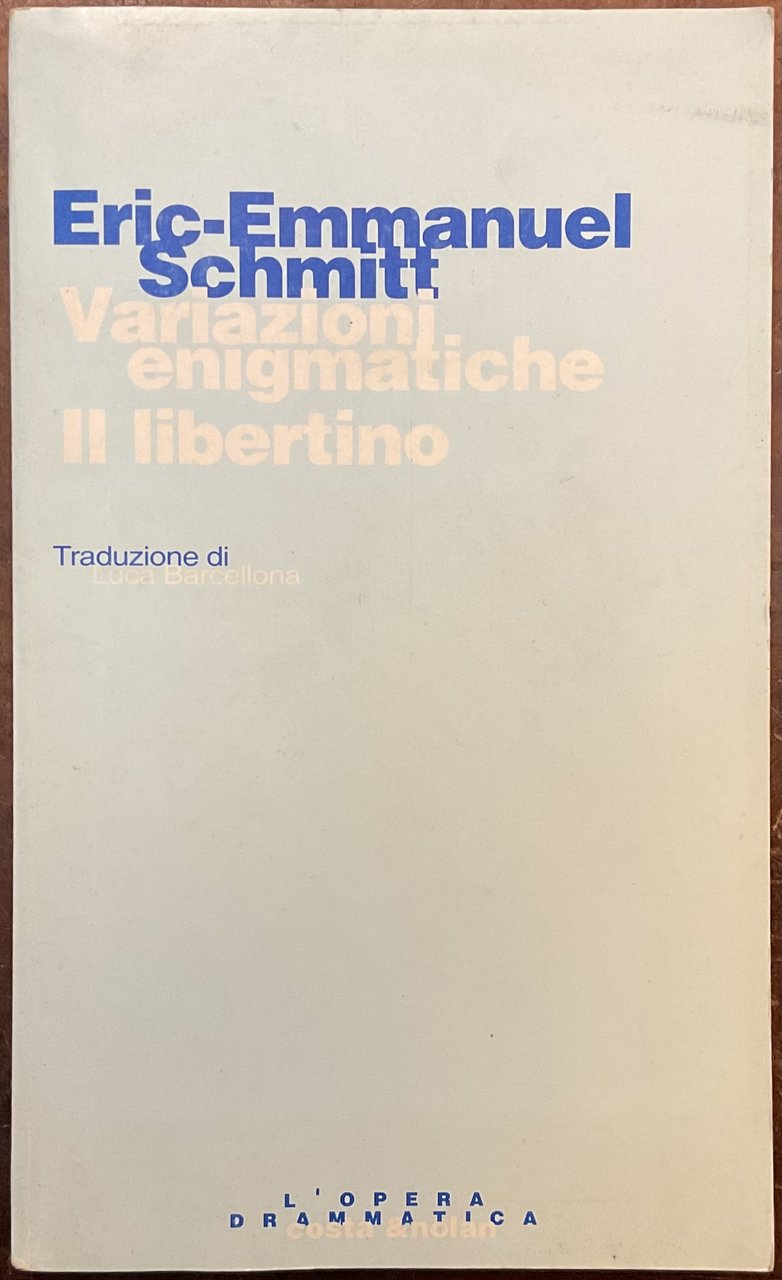 Eric-Emmanuel
Schmitt
Variazioni
enigmatiche
Il libertino
Traduzione di
Luca Barcellona
L'OPERA
DRAMMATICA
costa &nolan